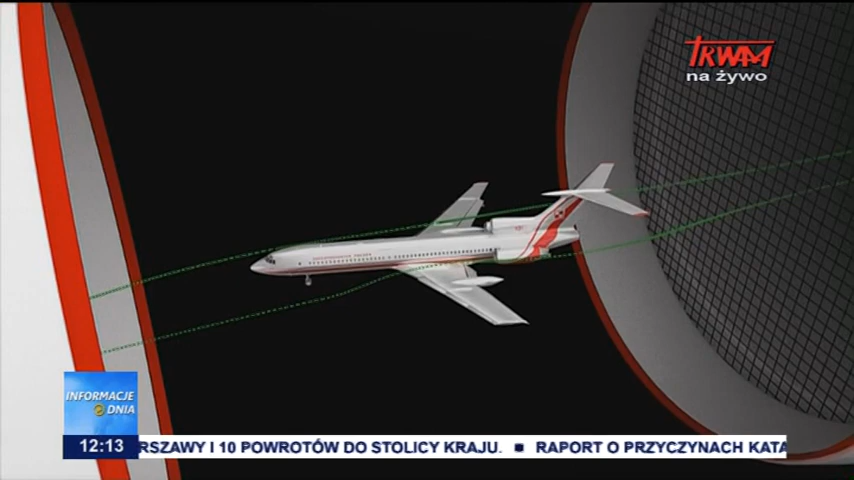 TRWAM
na żywo
INFORMACJE
DNIA
12:13
RSZAWY I 10 POWROTÓW DO STOLICY KRAJU. ■ RAPORT O PRZYCZYNACH KATA